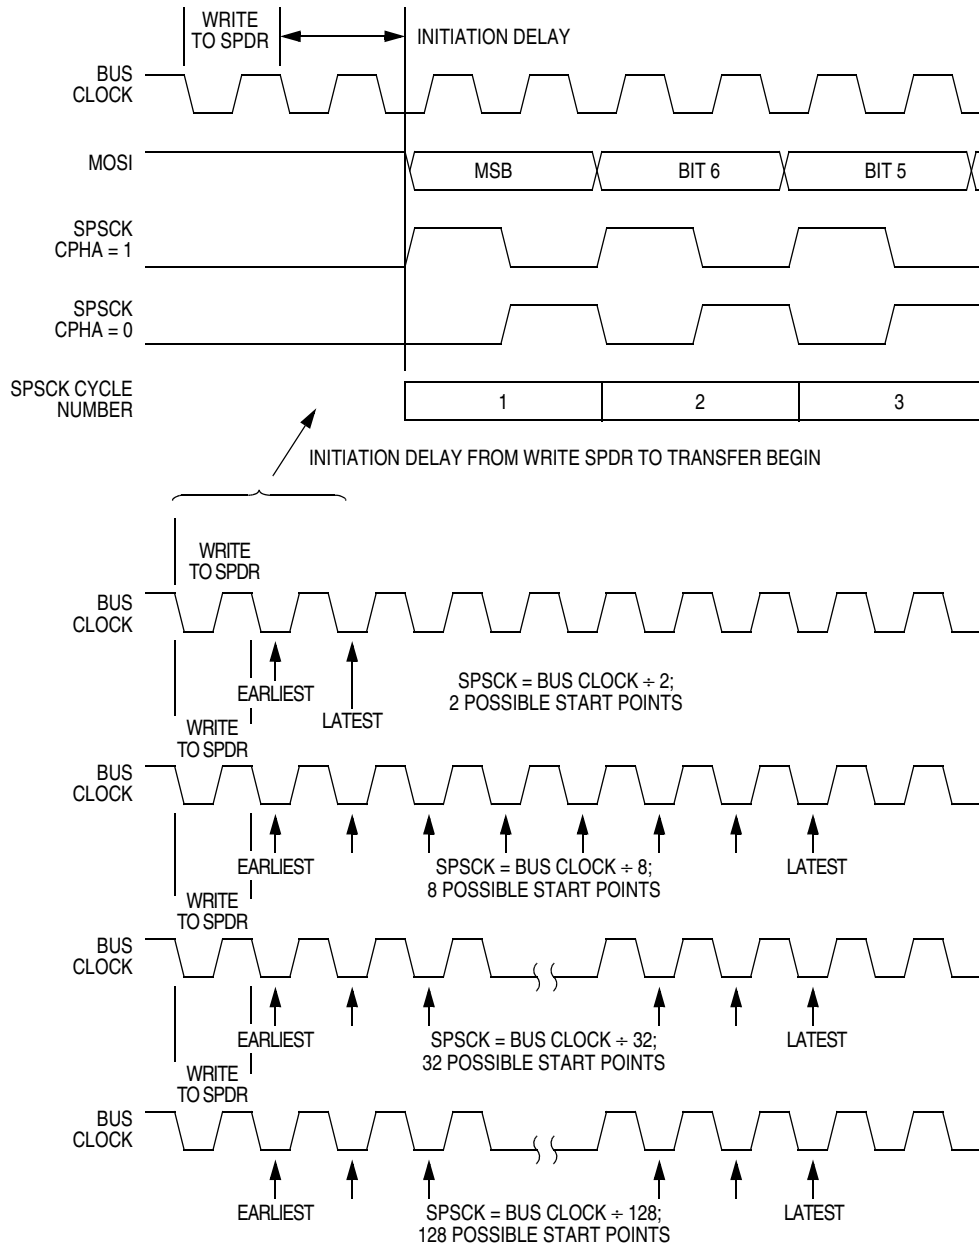 WRITE
TO SPDR
INITIATION DELAY
BUS
CLOCK
MOSI
MSB
BIT 6
BIT 5
SPSCK
CPHA = 1
SPSCK
CPHA = 0
SPSCK CYCLE
NUMBER
1
2
3
INITIATION DELAY FROM WRITE SPDR TO TRANSFER BEGIN
WRITE
TO SPDR
BUS
CLOCK
EARLIEST
LATEST
SPSCK = BUS CLOCK ÷ 2;
2 POSSIBLE START POINTS
WRITE
TO SPDR
BUS
CLOCK
EARLIEST
SPSCK = BUS CLOCK ÷ 8;
8 POSSIBLE START POINTS
LATEST
WRITE
TO SPDR
BUS
CLOCK
EARLIEST
SPSCK = BUS CLOCK ÷ 32;
32 POSSIBLE START POINTS
LATEST
WRITE
TO SPDR
BUS
CLOCK
EARLIEST
SPSCK = BUS CLOCK ÷ 128;
128 POSSIBLE START POINTS
LATEST